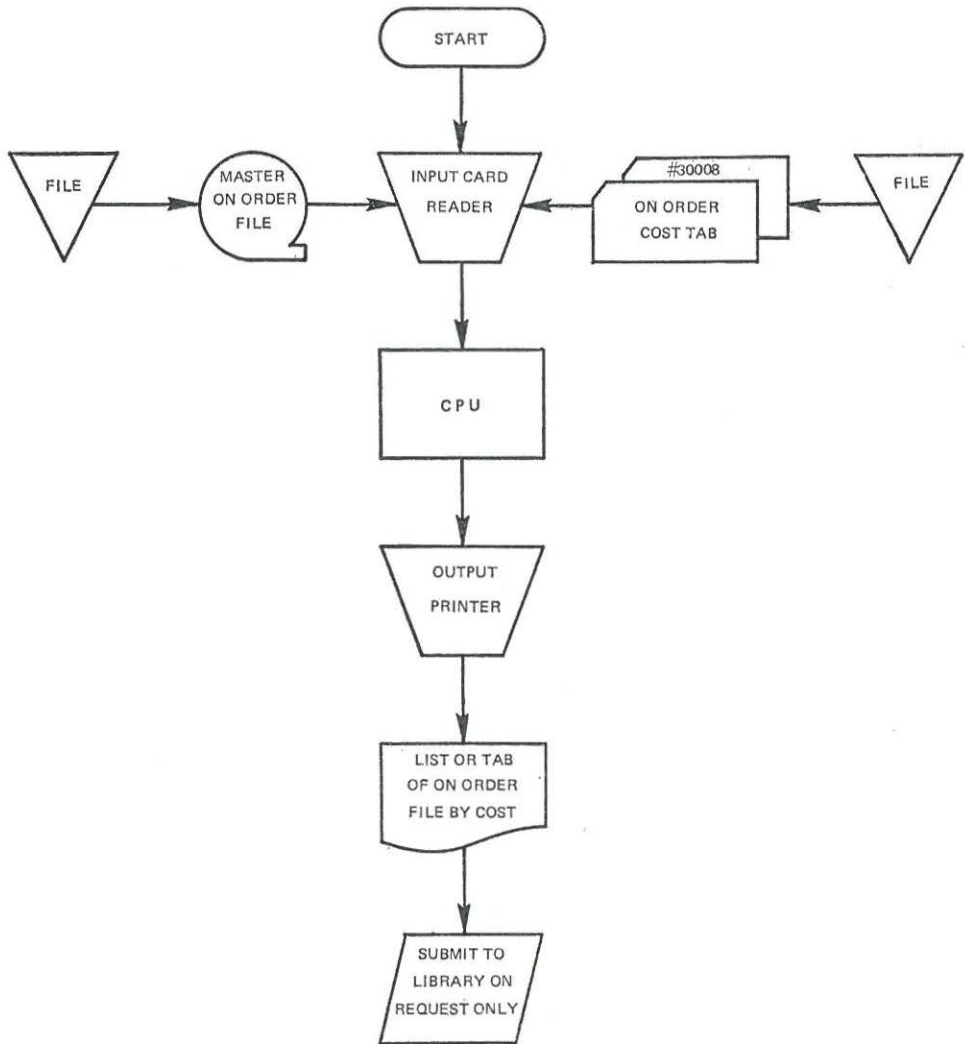 START
FILE
MASTER
ON ORDER
FILE
INPUT CARD
READER
#30008
ON ORDER
COST TAB
FILE
CPU
OUTPUT
PRINTER
LIST OR TAB
OF ON ORDER
FILE BY COST
SUBMIT TO
LIBRARY ON
REQUEST ONLY